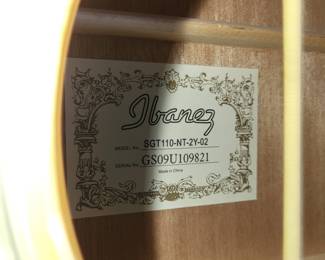 Ibanez
MODEL No. SGT110-NT-2Y-02
SERIAL No. GS09U109821
Made in China